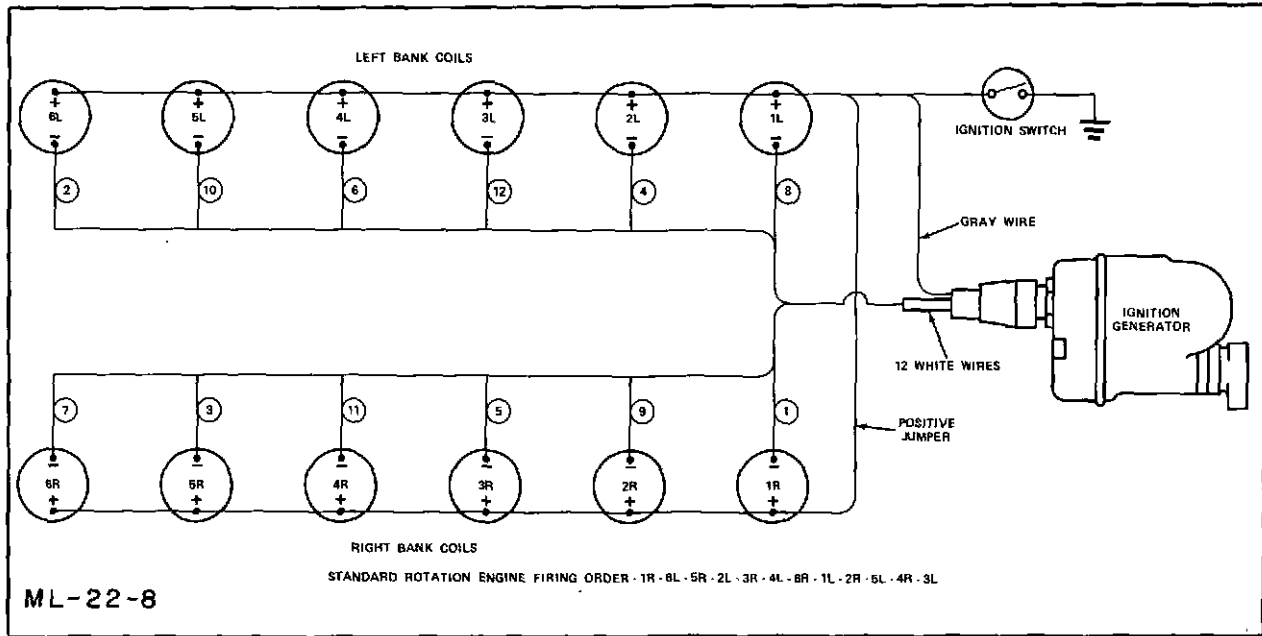 LEFT BANK COILS
+ + + + + +
6L 5L 4L 3L 2L 1L
IGNITION SWITCH
2 10 6 12 4 8
GRAY WIRE
IGNITION
GENERATOR
12 WHITE WIRES
7 3 11 5 9 1
POSITIVE
JUMPER
6R 5R 4R 3R 2R 1R
+ + + + + +
RIGHT BANK COILS
STANDARD ROTATION ENGINE FIRING ORDER - 1R - 6L - 5R - 2L - 3R - 4L - 6R - 1L - 2R - 5L - 4R - 3L
ML-22-8